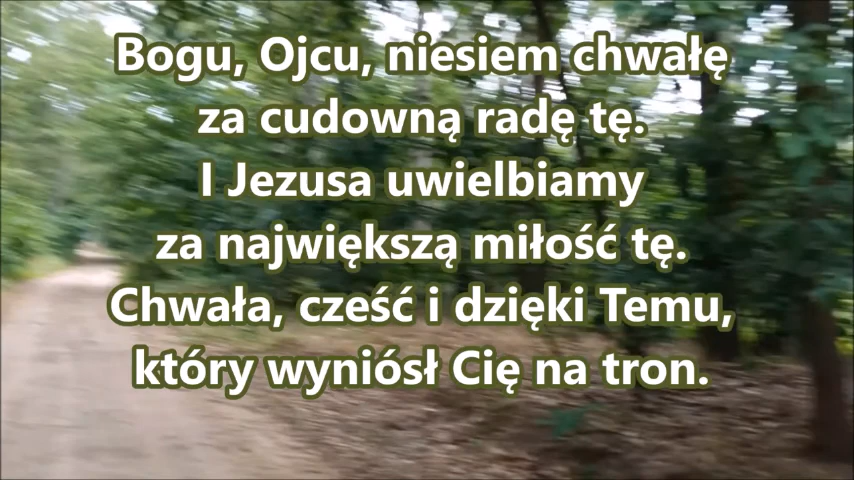 Bogu, Ojcu, niesiem chwałę
za cudowną radę tę.
I Jezusa uwielbiamy
za największą miłość tę.
Chwała, cześć i dzięki Temu,
który wyniósł Cię na tron.